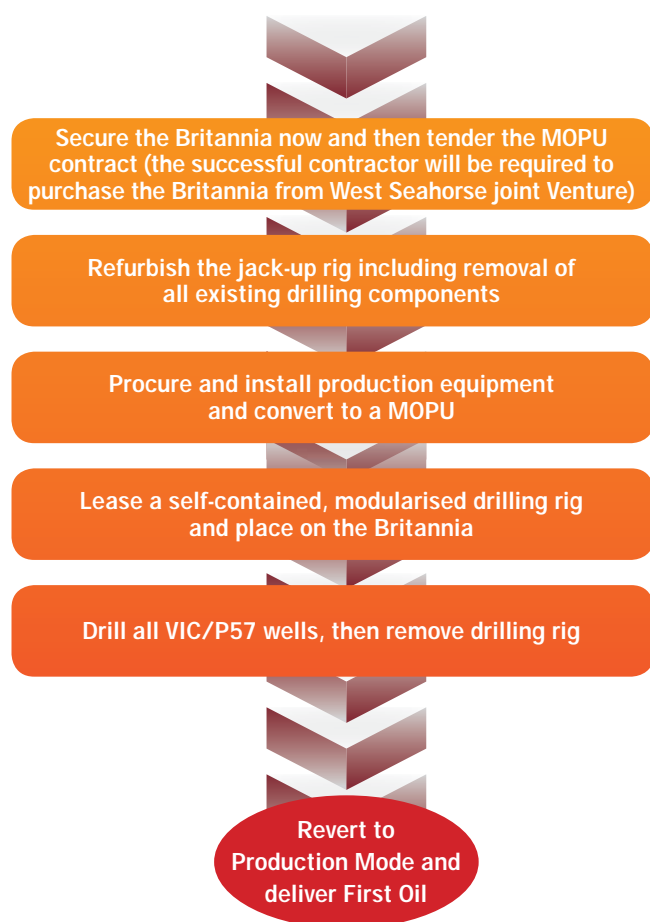 Secure the Britannia now and then tender the MOPU
contract (the successful contractor will be required to
purchase the Britannia from West Seahorse joint Venture)
Refurbish the jack-up rig including removal of
all existing drilling components
Procure and install production equipment
and convert to a MOPU
Lease a self-contained, modularised drilling rig
and place on the Britannia
Drill all VIC/P57 wells, then remove drilling rig
Revert to
Production Mode and
deliver First Oil